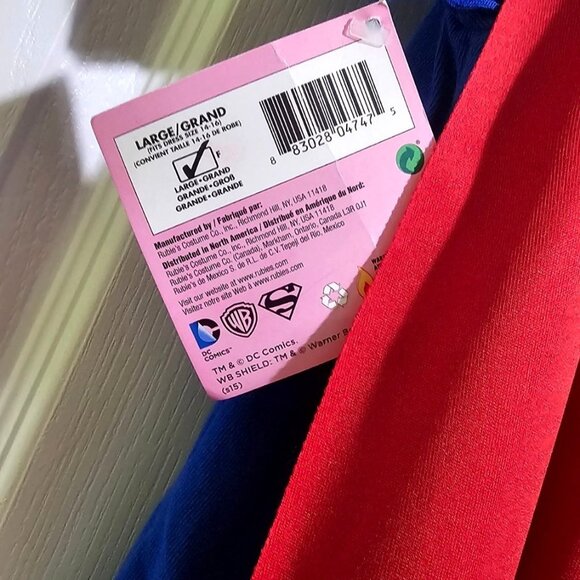 LARGE/GRAND
(FITS DRESS SIZE 14-16)
(CONVIENT TAILLE 14-16 DE ROBE)
F
LARGE•GRAND
GRANDE•GROß
GRANDE•GRANDE
8 83028 04747 5
Manufactured by / Fabriqué par:
Rubie's Costume Co., Inc., Richmond Hill, NY, USA 11418
Distributed in North America / Distribué en Amérique du Nord:
Rubie's Costume Co., Inc., Richmond Hill, NY, USA 11418
Rubie's Costume Co. (Canada), Markham, Ontario, Canada L3R 0J1
Rubie's de Mexico S. de R.L. de C.V. Tepeji del Rio, Mexico
Visit our website at www.rubies.com
Visitez notre site Web à www.rubies.com
DC
COMICS™
WB
S
TM & © DC Comics.
WB SHIELD: TM & © Warner
(s15)